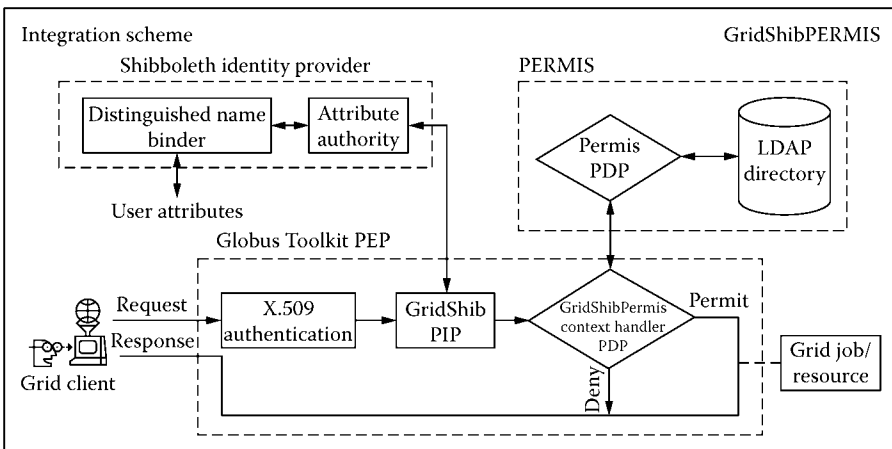 Integration scheme
GridShibPERMIS
Shibboleth identity provider
Distinguished name
binder
Attribute
authority
User attributes
PERMIS
Permis
PDP
LDAP
directory
Globus Toolkit PEP
Request
Response
Grid client
X.509
authentication
GridShib
PIP
GridShibPermis
context handler
PDP
Permit
Deny
Grid job/
resource